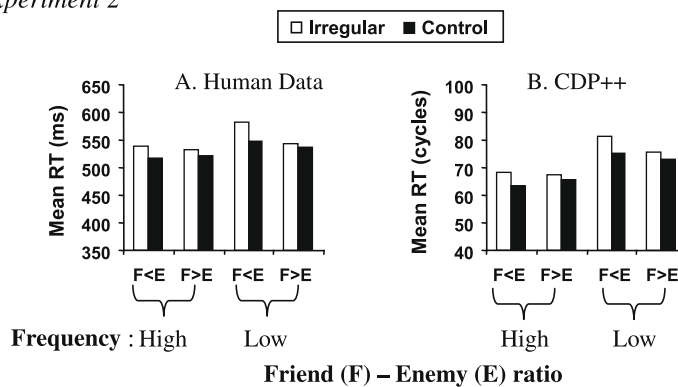 xperiment 2
Irregular Control
A. Human Data
Mean RT (ms)
650
600
550
500
450
400
350
F<E F>E F<E F>E
B. CDP++
Mean RT (cycles)
100
90
80
70
60
50
40
F<E F>E F<E F>E
Frequency : High Low High Low
Friend (F) – Enemy (E) ratio